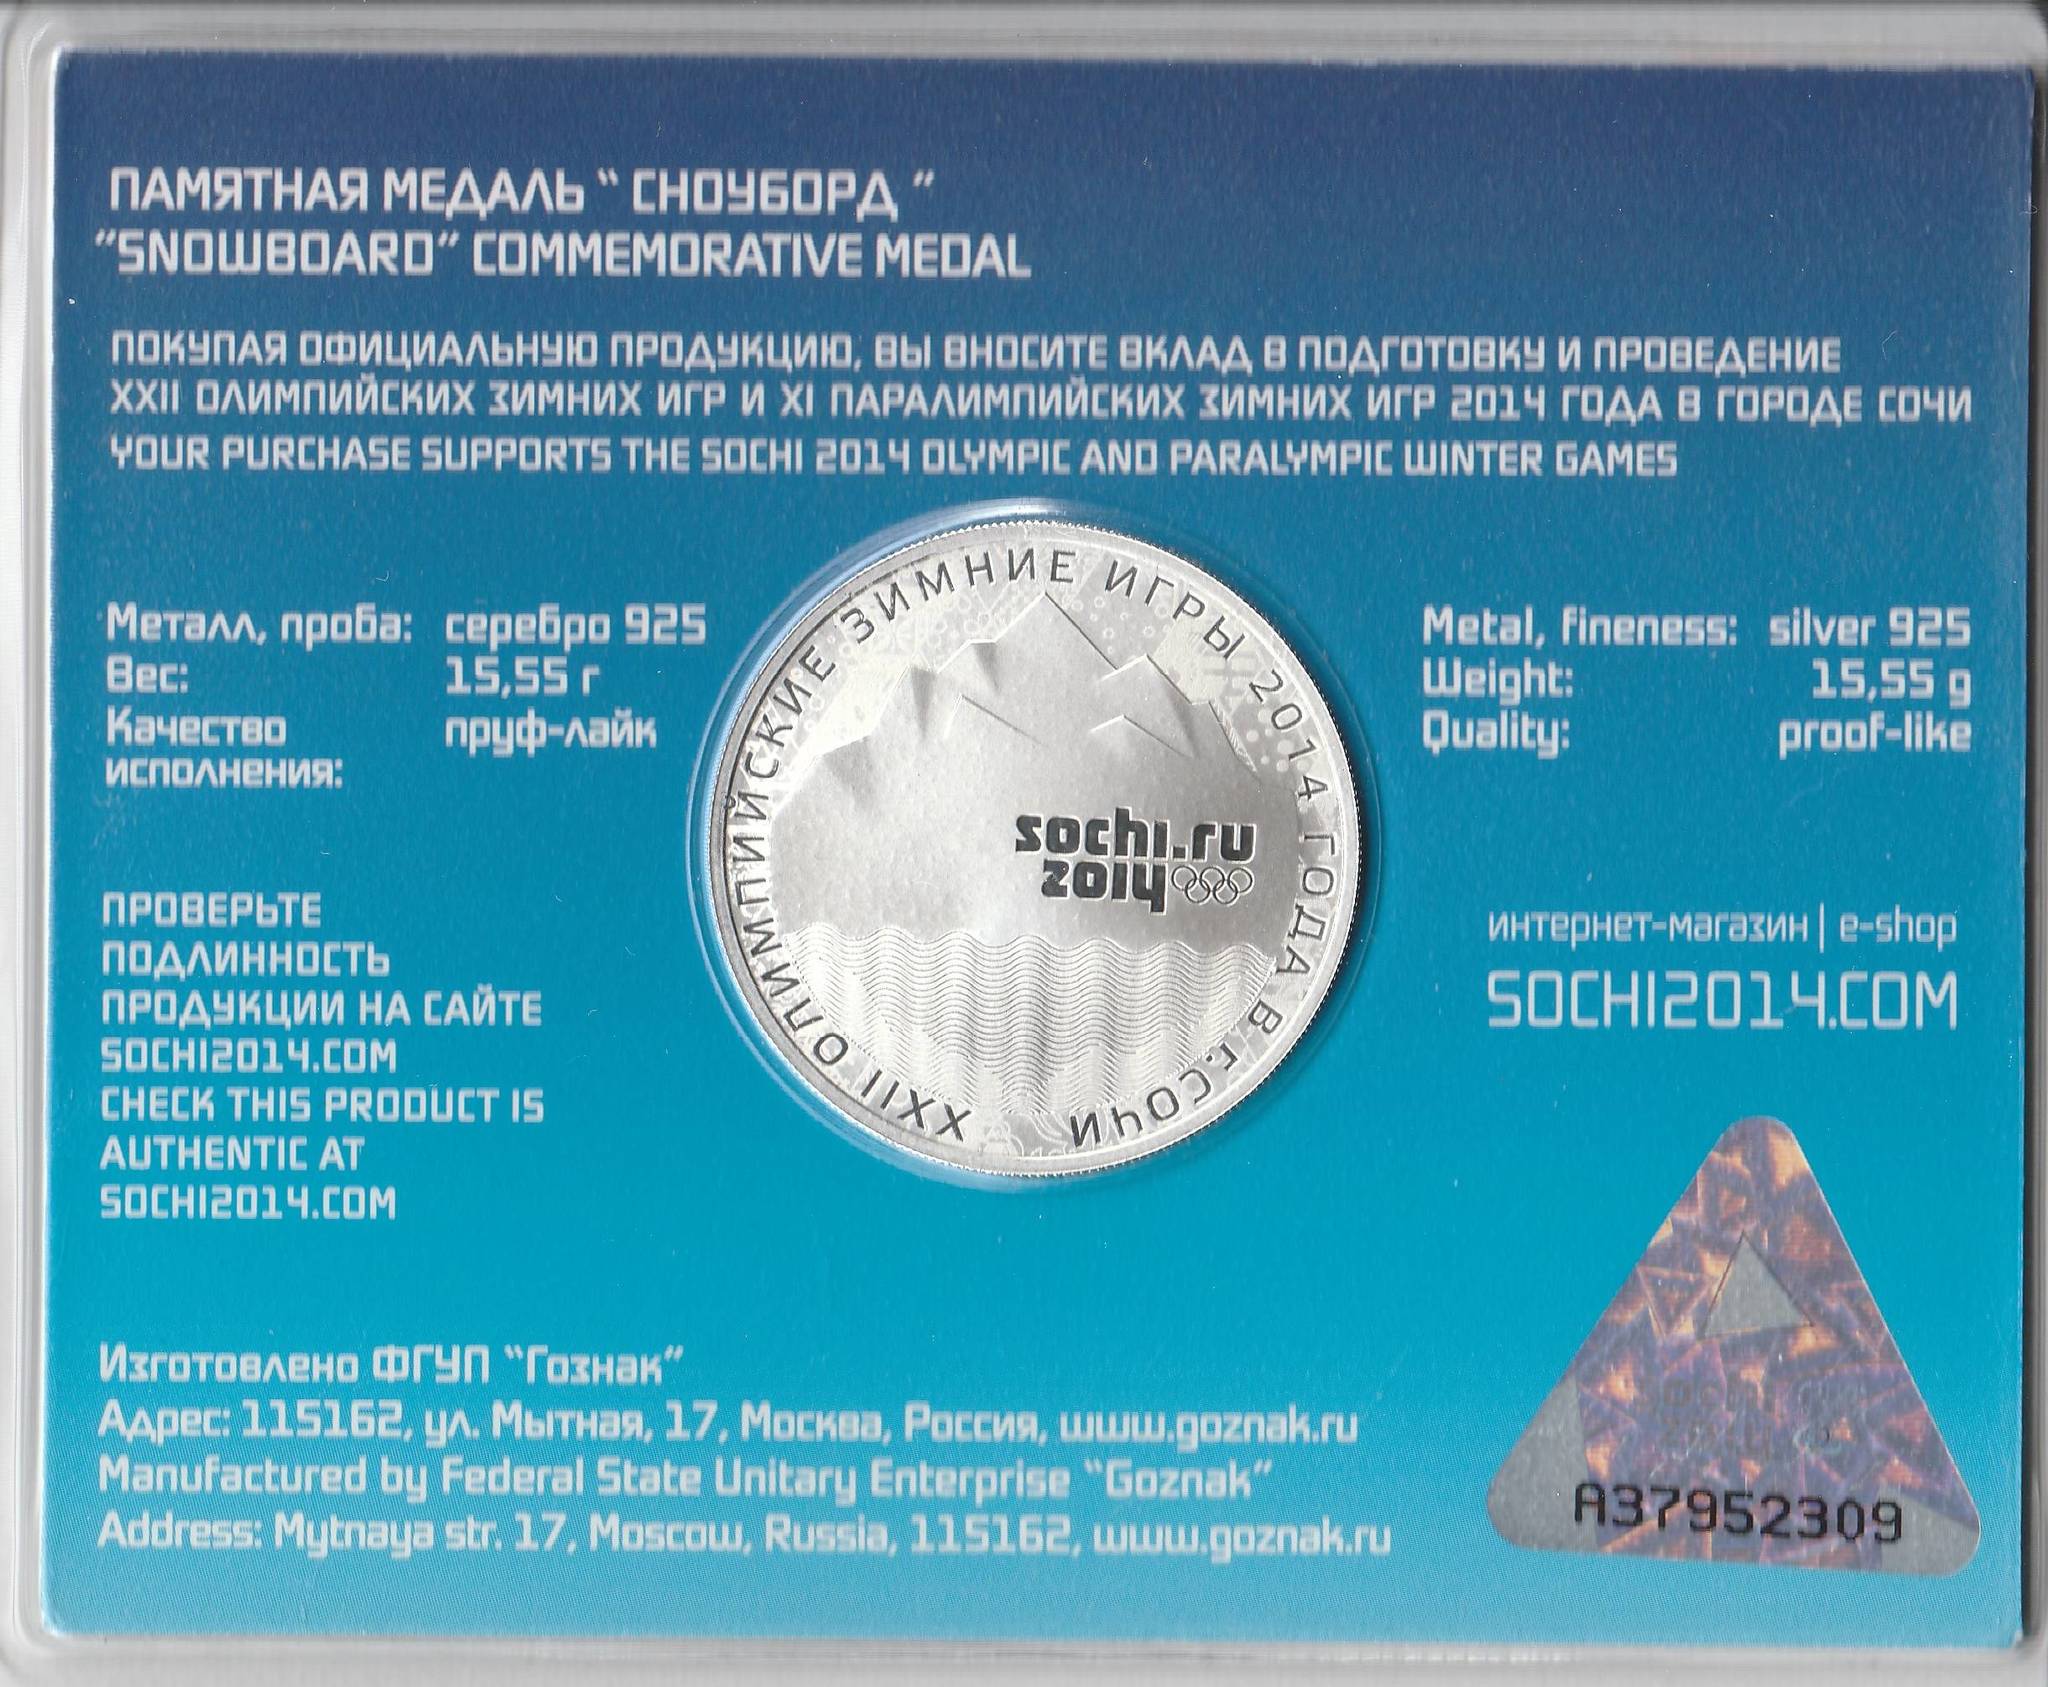 ПАМЯТНАЯ МЕДАЛЬ " СНОУБОРД "
"SNOWBOARD" COMMEMORATIVE MEDAL
ПОКУПАЯ ОФИЦИАЛЬНУЮ ПРОДУКЦИЮ, ВЫ ВНОСИТЕ ВКЛАД В ПОДГОТОВКУ И ПРОВЕДЕНИЕ
XXII ОЛИМПИЙСКИХ ЗИМНИХ ИГР И XI ПАРАЛИМПИЙСКИХ ЗИМНИХ ИГР 2014 ГОДА В ГОРОДЕ СОЧИ
YOUR PURCHASE SUPPORTS THE SOCHI 2014 OLYMPIC AND PARALYMPIC WINTER GAMES
Металл, проба: серебро 925
Вес: 15,55 г
Качество пруф-лайк
исполнения:
XXII ОЛИМПИЙСКИЕ ЗИМНИЕ ИГРЫ 2014 ГОДА В Г.СОЧИ
sochi.ru
2014
Metal, fineness: silver 925
Weight: 15,55 g
Quality: proof-like
ПРОВЕРЬТЕ
ПОДЛИННОСТЬ
ПРОДУКЦИИ НА САЙТЕ
SOCHI2014.COM
CHECK THIS PRODUCT IS
AUTHENTIC AT
SOCHI2014.COM
интернет-магазин | e-shop
SOCHI2014.COM
Изготовлено ФГУП "Гознак"
Адрес: 115162, ул. Мытная, 17, Москва, Россия, www.goznak.ru
Manufactured by Federal State Unitary Enterprise "Goznak"
Address: Mytnaya str. 17, Moscow, Russia, 115162, www.goznak.ru
A37952309